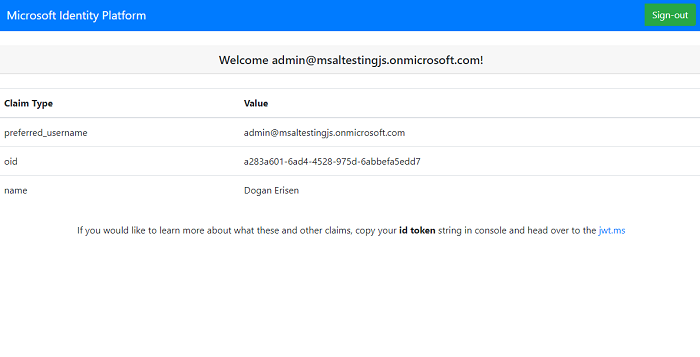 Microsoft Identity Platform Sign-out
Welcome admin@msaltestingjs.onmicrosoft.com!
Claim Type Value
preferred_username admin@msaltestingjs.onmicrosoft.com
oid a283a601-6ad4-4528-975d-6abbefa5edd7
name Dogan Erisen
If you would like to learn more about what these and other claims, copy your id token string in console and head over to the jwt.ms